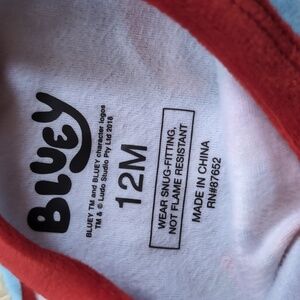 BLUEY
BLUEY TM and BLUEY character logos
TM & © Ludo Studio Pty Ltd 2018
12M
WEAR SNUG-FITTING,
NOT FLAME RESISTANT
MADE IN CHINA
RN#87652